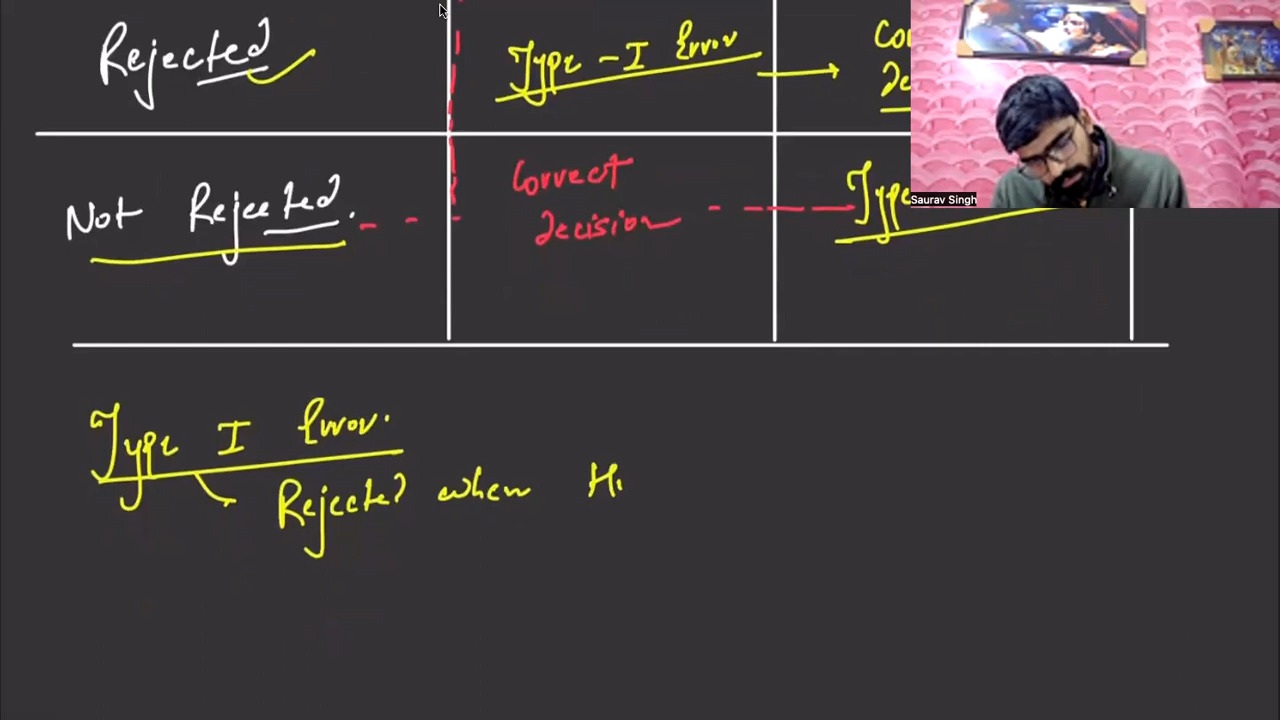 Rejected
Type - I Error
Not Rejected.
Correct
decision
Saurav Singh
Type I Error.
Rejected when